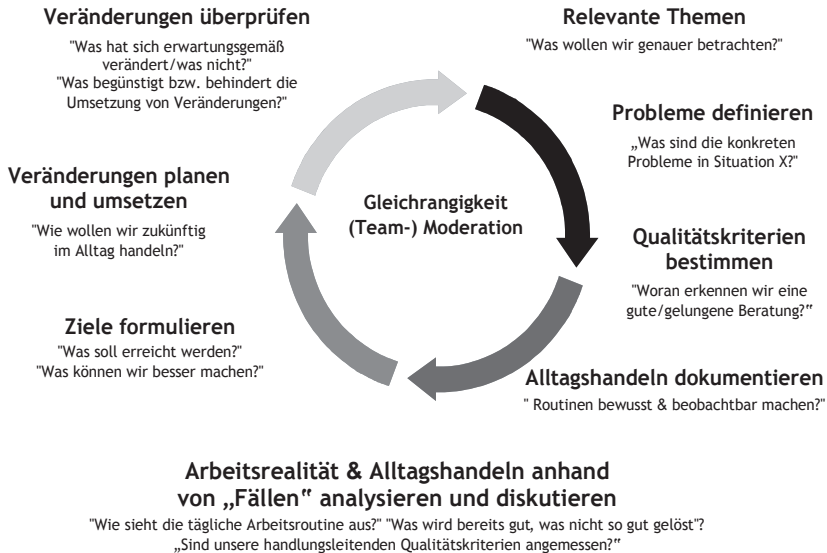 Veränderungen überprüfen
"Was hat sich erwartungsgemäß
verändert/was nicht?"
"Was begünstigt bzw. behindert die
Umsetzung von Veränderungen?"
Relevante Themen
"Was wollen wir genauer betrachten?"
Probleme definieren
„Was sind die konkreten
Probleme in Situation X?"
Veränderungen planen
und umsetzen
"Wie wollen wir zukünftig
im Alltag handeln?"
Gleichrangigkeit
(Team-) Moderation
Qualitätskriterien
bestimmen
"Woran erkennen wir eine
gute/gelungene Beratung?“
Ziele formulieren
"Was soll erreicht werden?"
"Was können wir besser machen?"
Alltagshandeln dokumentieren
" Routinen bewusst & beobachtbar machen?"
Arbeitsrealität & Alltagshandeln anhand
von „Fällen“ analysieren und diskutieren
"Wie sieht die tägliche Arbeitsroutine aus?" "Was wird bereits gut, was nicht so gut gelöst"?
„Sind unsere handlungsleitenden Qualitätskriterien angemessen?“